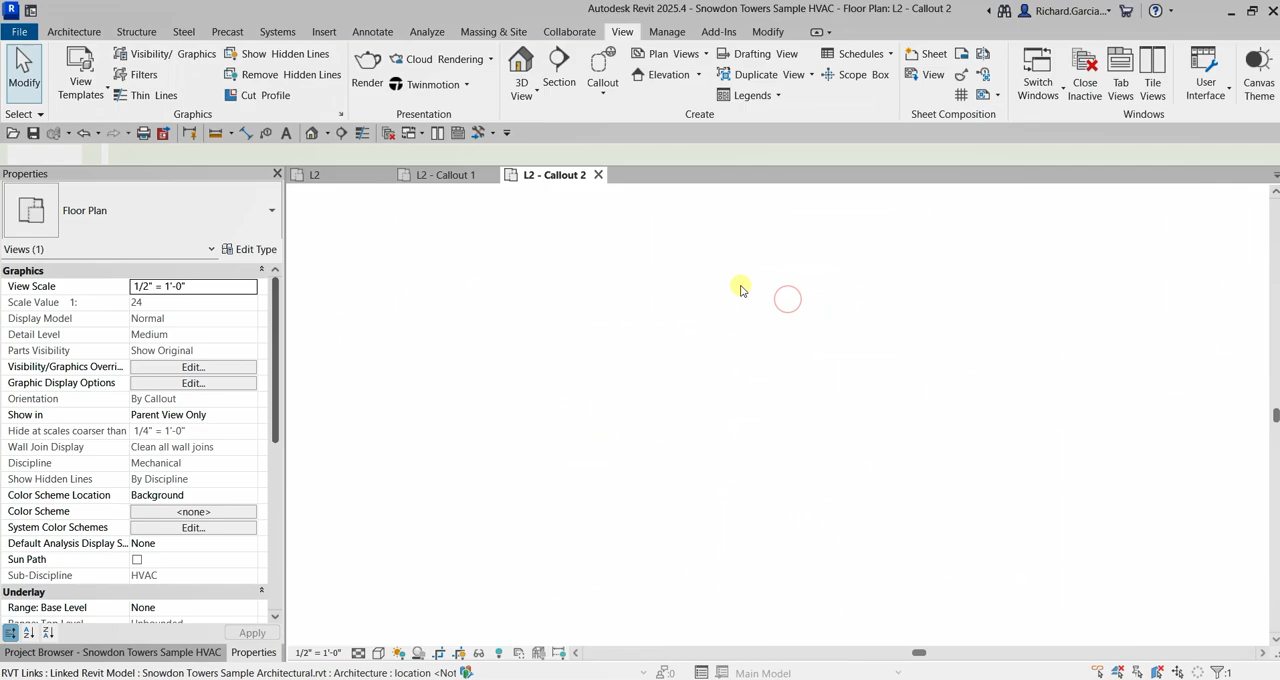 R
Autodesk Revit 2025.4 - Snowdon Towers Sample HVAC - Floor Plan: L2 - Callout 2
Richard.Garcia...
File Architecture Structure Steel Precast Systems Insert Annotate Analyze Massing & Site Collaborate View Manage Add-Ins Modify
Modify
View Templates
Visibility/ Graphics
Filters
Thin Lines
Show Hidden Lines
Remove Hidden Lines
Cut Profile
Render
Cloud Rendering
Twinmotion
3D View
Section
Callout
Plan Views
Elevation
Drafting View
Duplicate View
Legends
Schedules
Scope Box
Sheet
View
Switch Windows
Close Inactive
Tab Views
Tile Views
User Interface
Canvas Theme
Select Graphics Presentation Create Sheet Composition Windows
Properties
L2
L2 - Callout 1
L2 - Callout 2
Floor Plan
Views (1)
Edit Type
Graphics
View Scale 1/2" = 1'-0"
Scale Value 1: 24
Display Model Normal
Detail Level Medium
Parts Visibility Show Original
Visibility/Graphics Overri... Edit...
Graphic Display Options Edit...
Orientation By Callout
Show in Parent View Only
Hide at scales coarser than 1/4" = 1'-0"
Wall Join Display Clean all wall joins
Discipline Mechanical
Show Hidden Lines By Discipline
Color Scheme Location Background
Color Scheme <none>
System Color Schemes Edit...
Default Analysis Display S... None
Sun Path
Sub-Discipline HVAC
Underlay
Range: Base Level None
Apply
Project Browser - Snowdon Towers Sample HVAC Properties
1/2" = 1'-0"
RVT Links : Linked Revit Model : Snowdon Towers Sample Architectural.rvt : Architecture : location <Not
:0
Main Model
:1